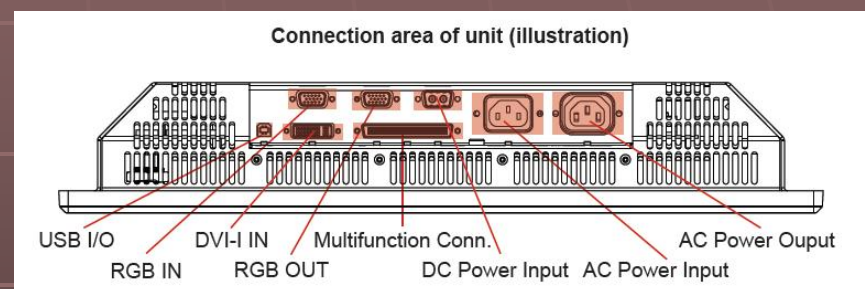 Connection area of unit (illustration)
USB I/O
DVI-I IN
Multifunction Conn.
AC Power Ouput
RGB IN
RGB OUT
DC Power Input
AC Power Input